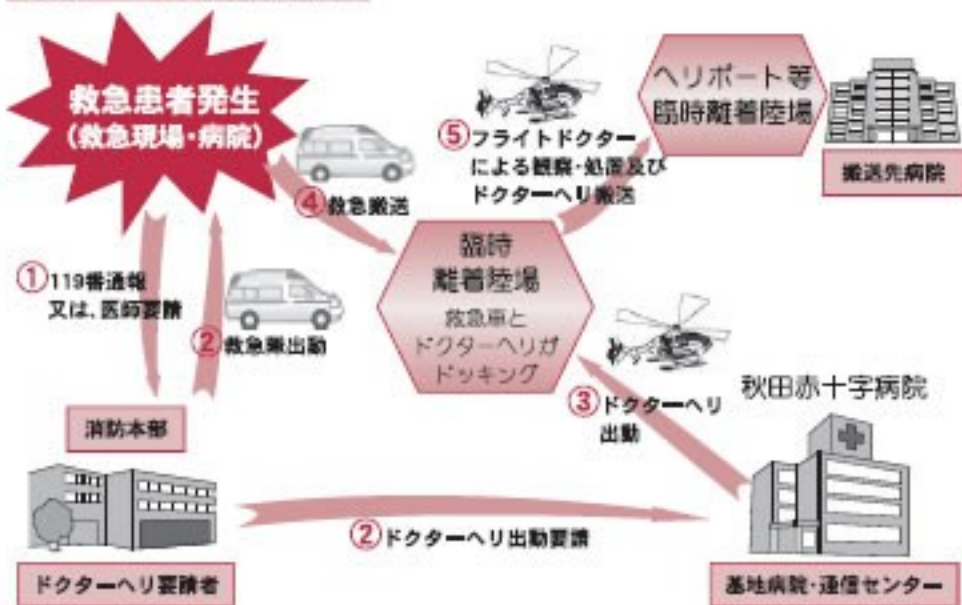 救急患者発生
(救急現場・病院)
⑤フライトドクター
による観察・処置及び
ドクターヘリ搬送
ヘリポート等
臨時離着陸場
搬送先病院
④救急搬送
臨時
離着陸場
救急車と
ドクターヘリが
ドッキング
①119番通報
又は、医師要請
②救急隊出動
③ドクターヘリ
出動
秋田赤十字病院
消防本部
②ドクターヘリ出動要請
ドクターヘリ要請者
基地病院・通信センター